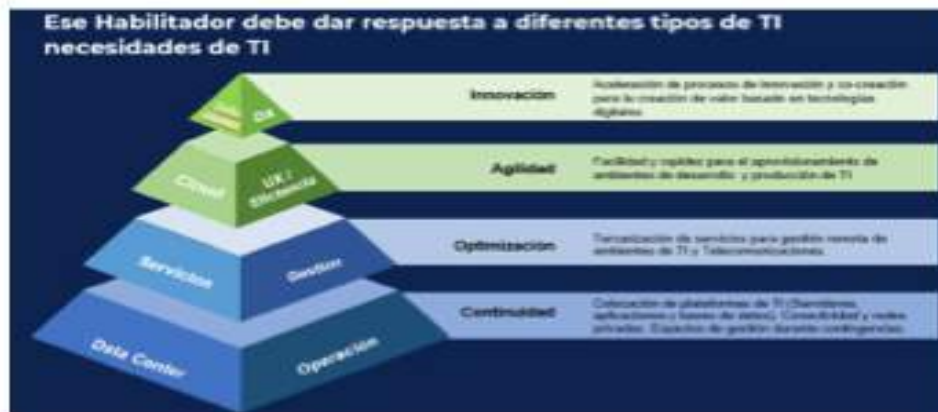 Ese Habilitador debe dar respuesta a diferentes tipos de TI
necesidades de TI
Innovación
Aceleración de procesos de innovación y co-creación
para la creación de valor basado en tecnologías
digitales.
DX
Agilidad
Facilidad y rapidez para el aprovisionamiento de
ambientes de desarrollo y producción de TI
Cloud
UX /
Eficiencia
Optimización
Tercerización de servicios para gestión remota de
ambientes de TI y Telecomunicaciones.
Servicios
Gestión
Continuidad
Colocación de plataformas de TI (Servidores,
aplicaciones y bases de datos). Conectividad y redes
privadas. Espacios de gestión durante contingencias.
Data Center
Operación